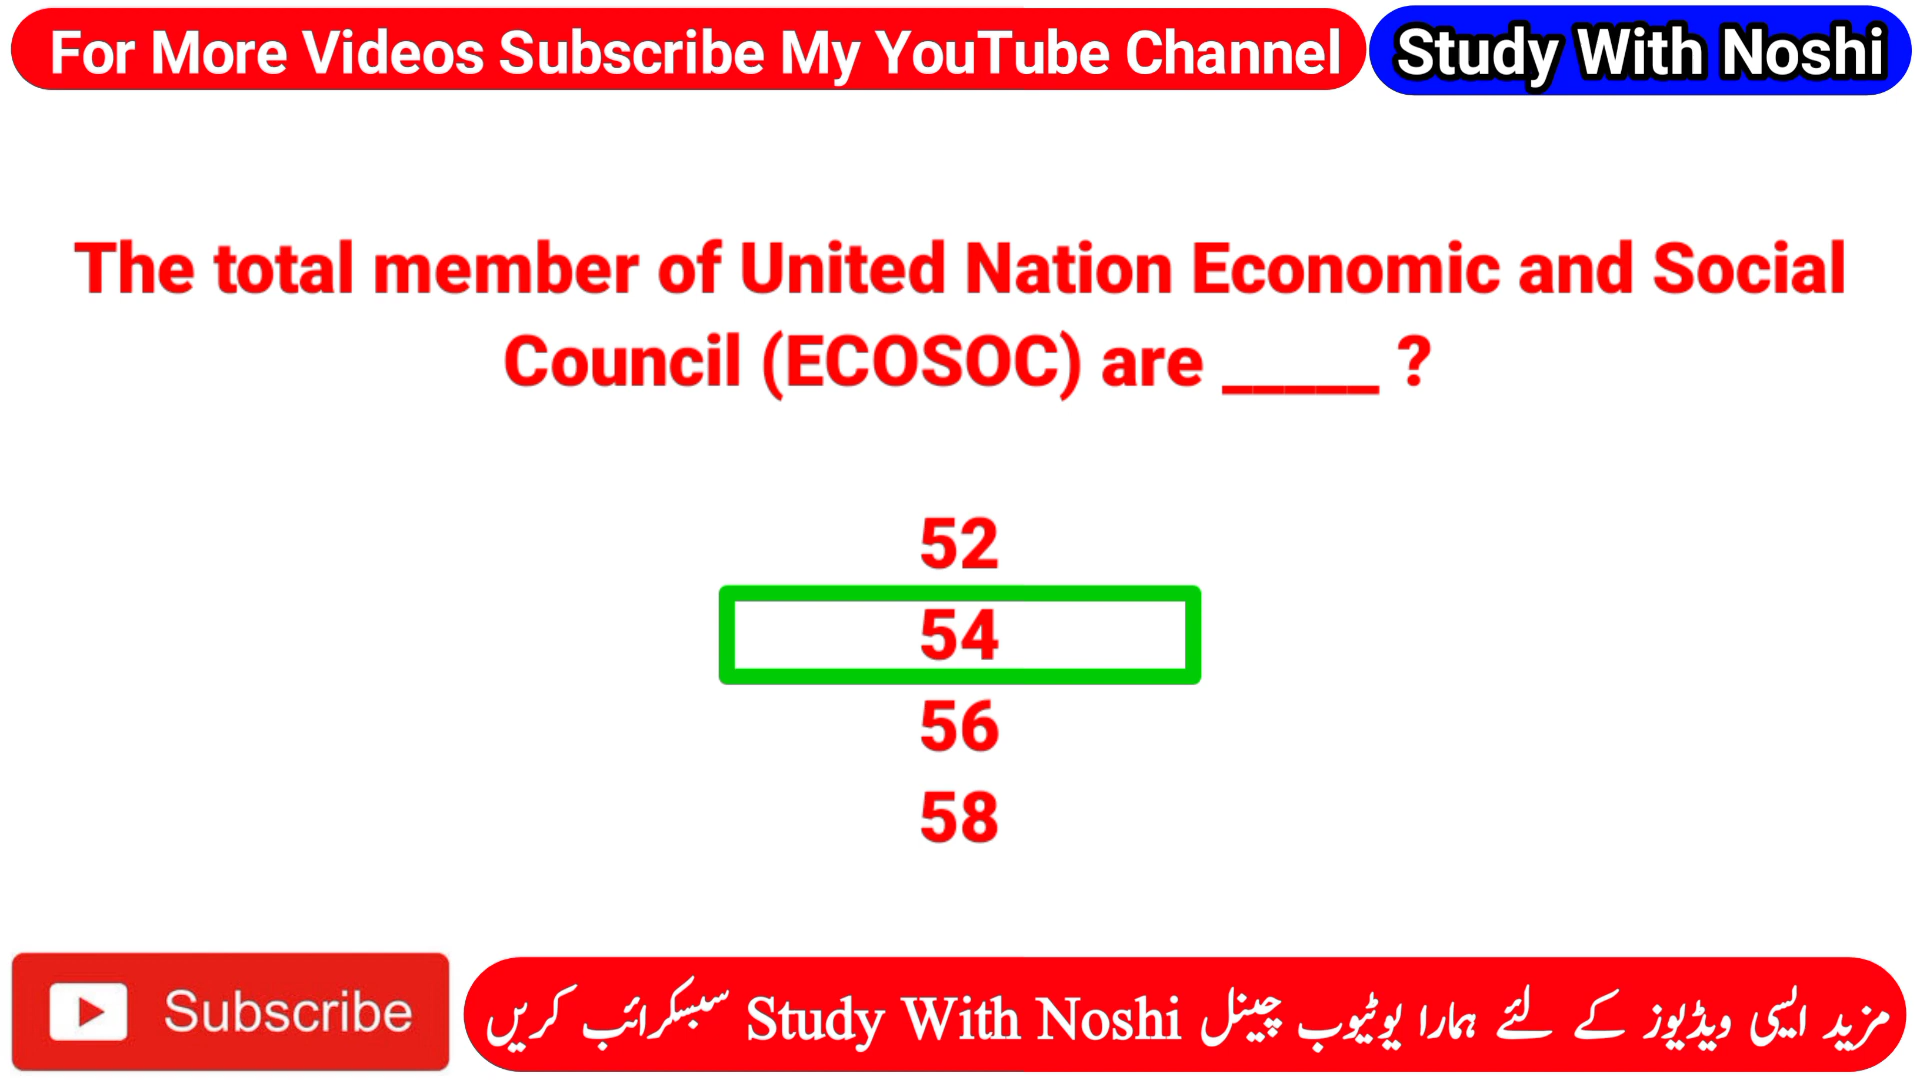 For More Videos Subscribe My YouTube Channel
Study With Noshi
The total member of United Nation Economic and Social
Council (ECOSOC) are _____ ?
52
54
56
58
Subscribe
مزید ایسی ویڈیوز کے لئے ہمارا یوٹیوب چینل Study With Noshi سبسکرائب کریں